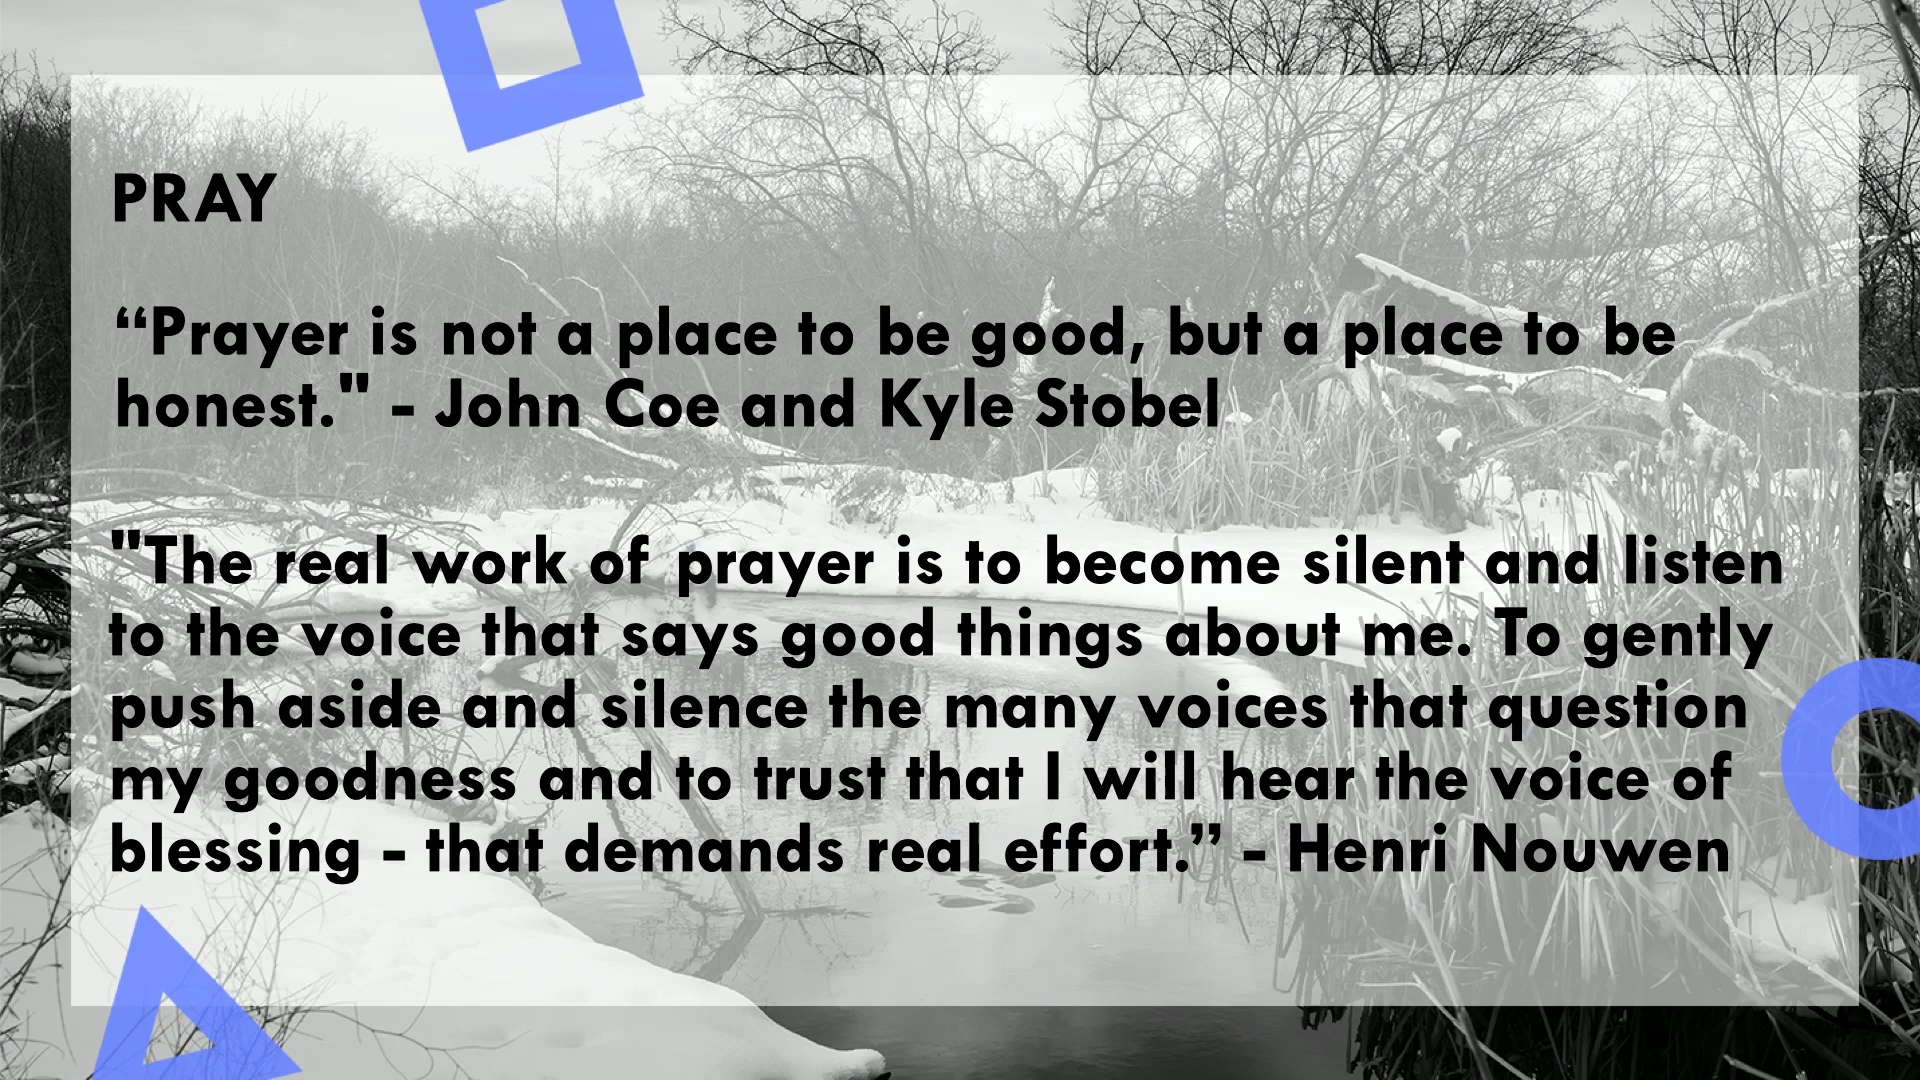 PRAY
“Prayer is not a place to be good, but a place to be
honest." - John Coe and Kyle Stobel
"The real work of prayer is to become silent and listen
to the voice that says good things about me. To gently
push aside and silence the many voices that question
my goodness and to trust that I will hear the voice of
blessing - that demands real effort.” - Henri Nouwen